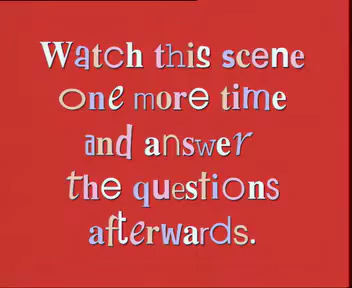 Watch this scene
one more time
and answer
the questions
afterwards.